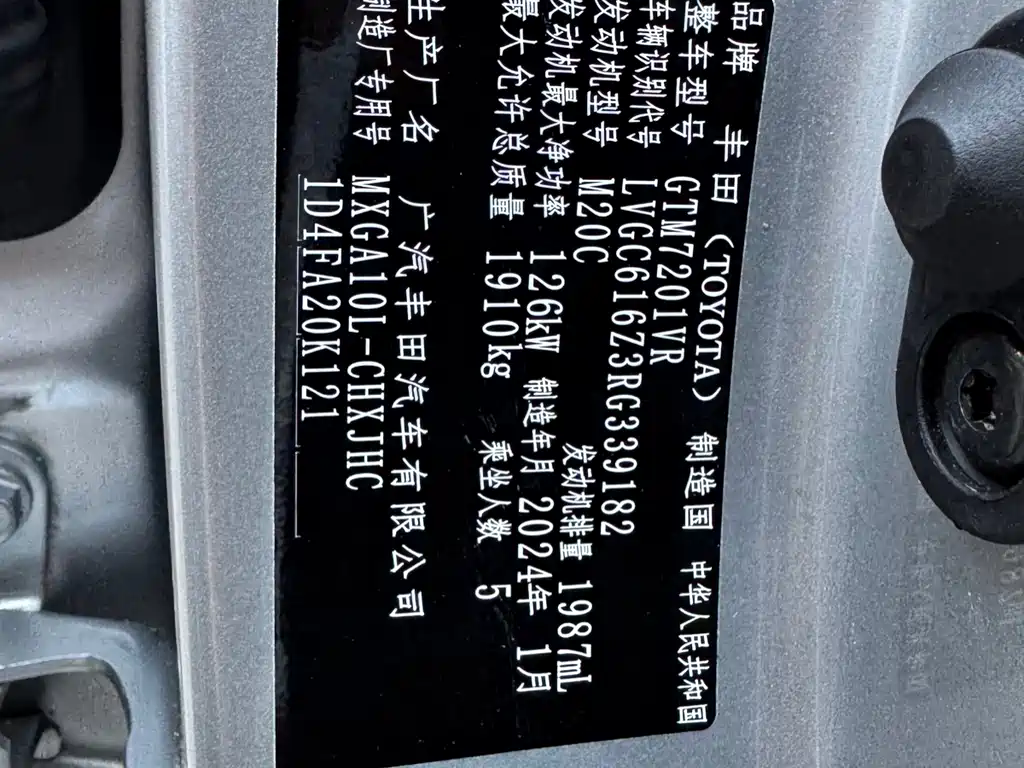 品牌 丰田 (TOYOTA) 制造国 中华人民共和国
整车型号 GTM7201VR
车辆识别代号 LVGC616Z3RG339182
发动机型号 M20C 发动机排量 1987mL
发动机最大净功率 126kW 制造年月 2024年 1月
最大允许总质量 1910kg 乘坐人数 5
生产厂名 广汽丰田汽车有限公司
制造厂专用号 MXGA10L-CHXJHC
1D4FA20K121